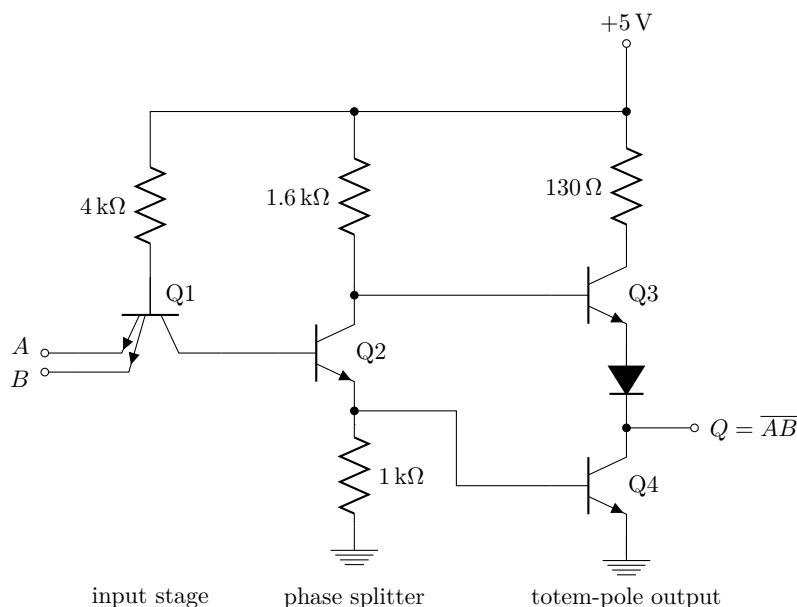 +5 V
4 kΩ
1.6 kΩ
130 Ω
Q1
Q3
A
B
Q2
Q = \overline{AB}
1 kΩ
Q4
input stage
phase splitter
totem-pole output